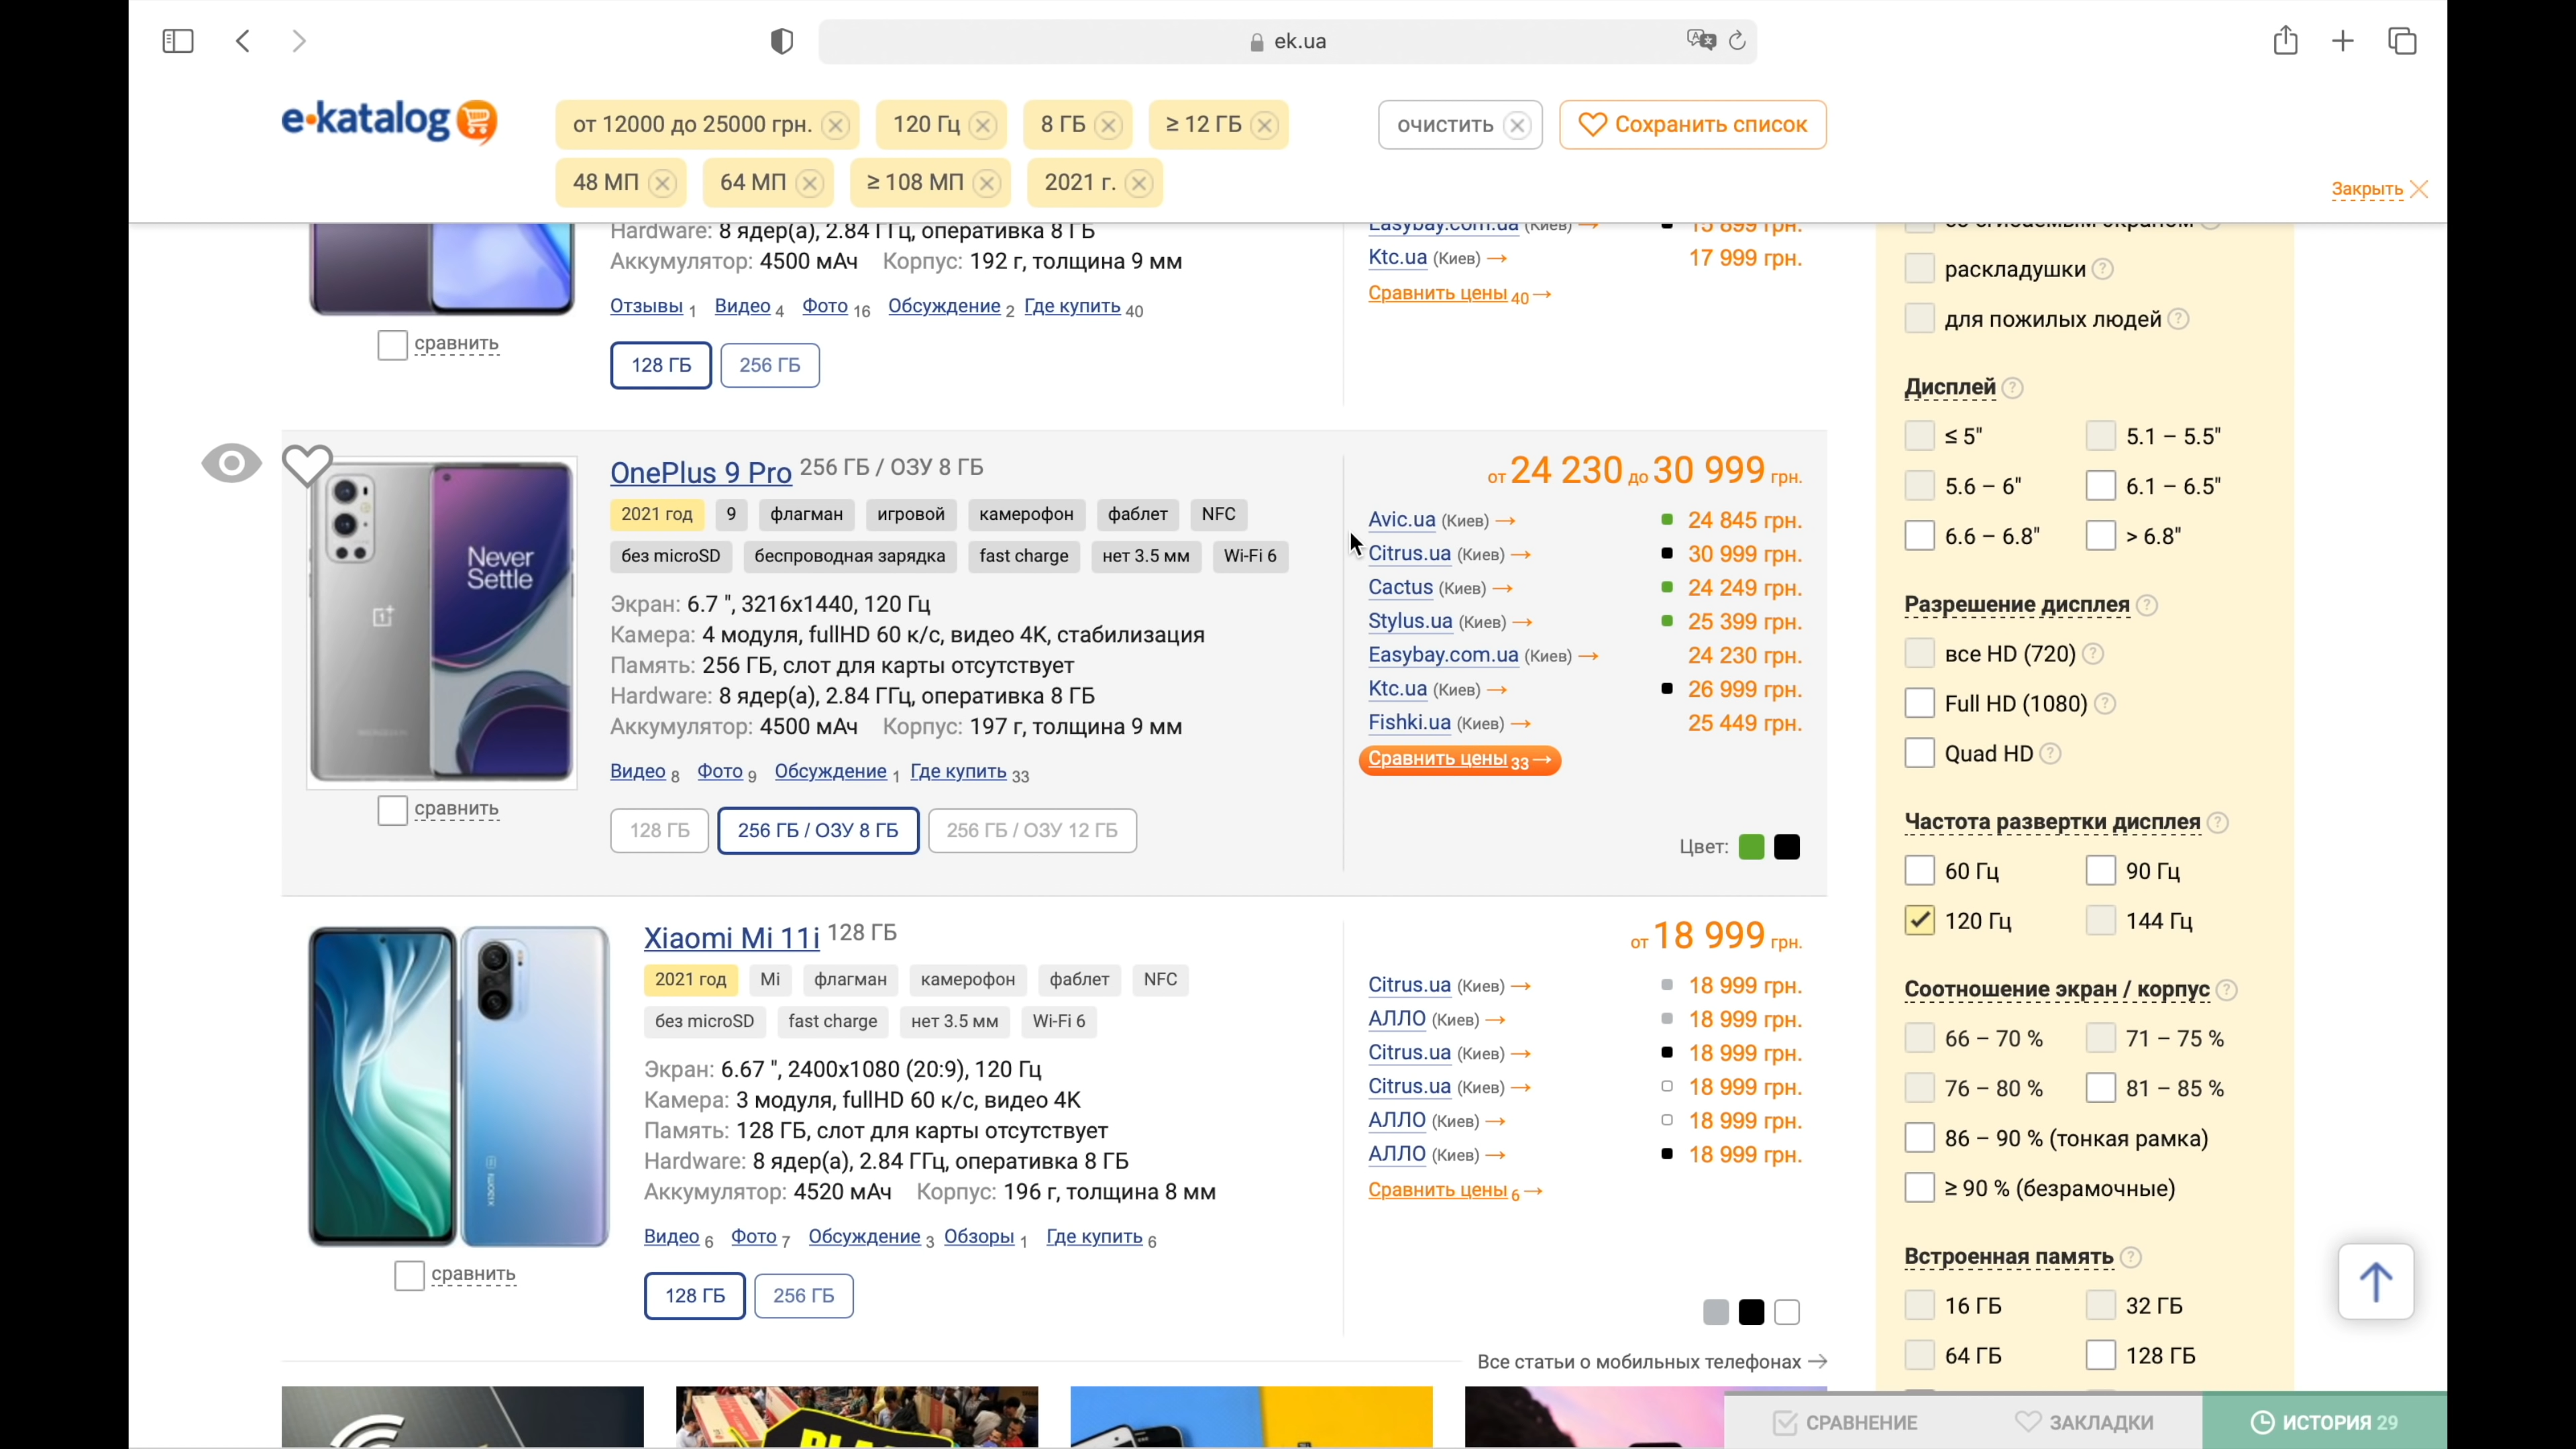 ek.ua
e-katalog
от 12000 до 25000 грн.
120 Гц
8 ГБ
≥ 12 ГБ
очистить
Сохранить список
48 МП
64 МП
≥ 108 МП
2021 г.
Закрыть
Hardware: 8 ядер(а), 2.84 ГГц, оперативка 8 ГБ
Аккумулятор: 4500 мАч Корпус: 192 г, толщина 9 мм
Отзывы 1 Видео 4 Фото 16 Обсуждение 2 Где купить 40
128 ГБ
256 ГБ
сравнить
Easybay.com.ua (Киев) → 15 899 грн.
Ktc.ua (Киев) → 17 999 грн.
Сравнить цены 40 →
OnePlus 9 Pro 256 ГБ / ОЗУ 8 ГБ
2021 год 9 флагман игровой камерофон фаблет NFC
без microSD беспроводная зарядка fast charge нет 3.5 мм Wi-Fi 6
Экран: 6.7 ", 3216x1440, 120 Гц
Камера: 4 модуля, fullHD 60 к/с, видео 4K, стабилизация
Память: 256 ГБ, слот для карты отсутствует
Hardware: 8 ядер(а), 2.84 ГГц, оперативка 8 ГБ
Аккумулятор: 4500 мАч Корпус: 197 г, толщина 9 мм
Видео 8 Фото 9 Обсуждение 1 Где купить 33
128 ГБ
256 ГБ / ОЗУ 8 ГБ
256 ГБ / ОЗУ 12 ГБ
Never
Settle
сравнить
от 24 230 до 30 999 грн.
Avic.ua (Киев) → 24 845 грн.
Citrus.ua (Киев) → 30 999 грн.
Cactus (Киев) → 24 249 грн.
Stylus.ua (Киев) → 25 399 грн.
Easybay.com.ua (Киев) → 24 230 грн.
Ktc.ua (Киев) → 26 999 грн.
Fishki.ua (Киев) → 25 449 грн.
Сравнить цены 33 →
Цвет:
Xiaomi Mi 11i 128 ГБ
2021 год Mi флагман камерофон фаблет NFC
без microSD fast charge нет 3.5 мм Wi-Fi 6
Экран: 6.67 ", 2400x1080 (20:9), 120 Гц
Камера: 3 модуля, fullHD 60 к/с, видео 4K
Память: 128 ГБ, слот для карты отсутствует
Hardware: 8 ядер(а), 2.84 ГГц, оперативка 8 ГБ
Аккумулятор: 4520 мАч Корпус: 196 г, толщина 8 мм
Видео 6 Фото 7 Обсуждение 3 Обзоры 1 Где купить 6
128 ГБ
256 ГБ
xiaomi
сравнить
от 18 999 грн.
Citrus.ua (Киев) → 18 999 грн.
АЛЛО (Киев) → 18 999 грн.
Citrus.ua (Киев) → 18 999 грн.
Citrus.ua (Киев) → 18 999 грн.
АЛЛО (Киев) → 18 999 грн.
АЛЛО (Киев) → 18 999 грн.
Сравнить цены 6 →
Все статьи о мобильных телефонах →
раскладушки
для пожилых людей
Дисплей
≤ 5"
5.1 – 5.5"
5.6 – 6"
6.1 – 6.5"
6.6 – 6.8"
> 6.8"
Разрешение дисплея
все HD (720)
Full HD (1080)
Quad HD
Частота развертки дисплея
60 Гц
90 Гц
120 Гц
144 Гц
Соотношение экран / корпус
66 – 70 %
71 – 75 %
76 – 80 %
81 – 85 %
86 – 90 % (тонкая рамка)
≥ 90 % (безрамочные)
Встроенная память
16 ГБ
32 ГБ
64 ГБ
128 ГБ
СРАВНЕНИЕ
ЗАКЛАДКИ
ИСТОРИЯ 29